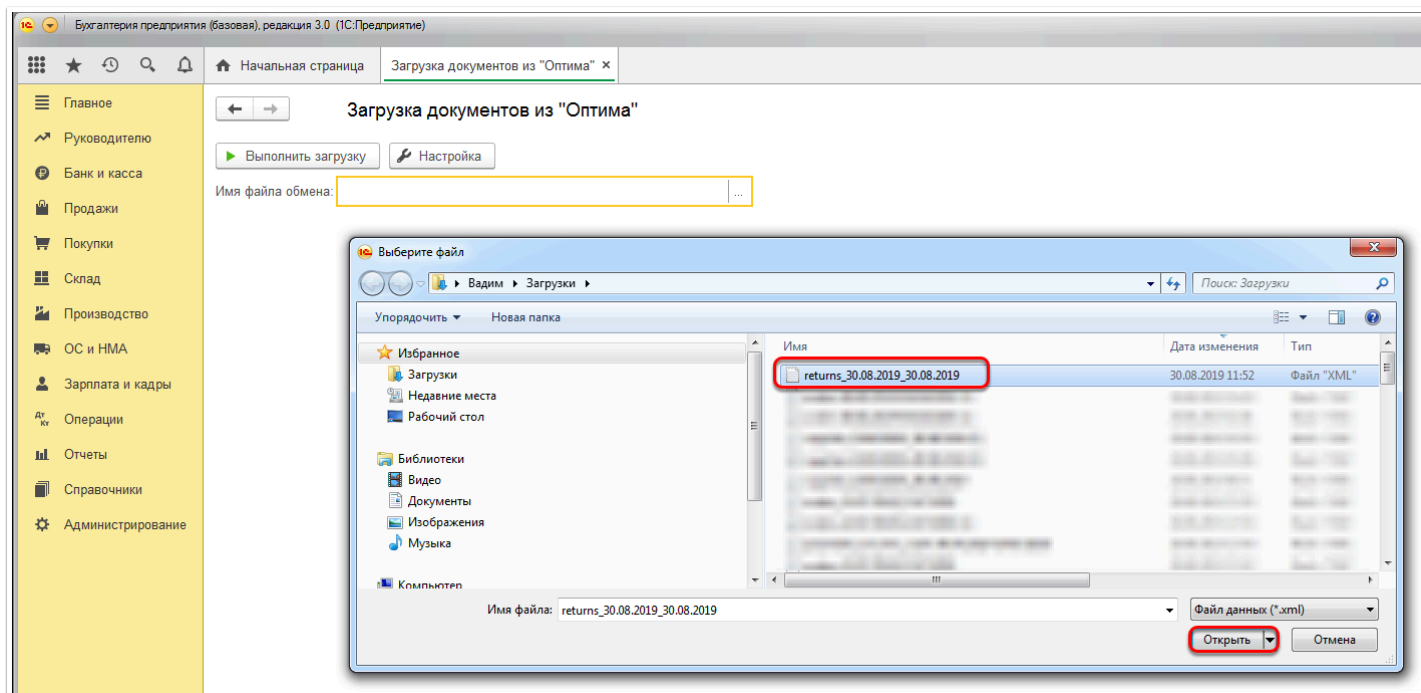 Бухгалтерия предприятия (базовая), редакция 3.0 (1С:Предприятие)
Начальная страница
Загрузка документов из "Оптима" ×
Главное
Руководителю
Банк и касса
Продажи
Покупки
Склад
Производство
ОС и НМА
Зарплата и кадры
Дт Кт Операции
Отчеты
Справочники
Администрирование
Загрузка документов из "Оптима"
Выполнить загрузку
Настройка
Имя файла обмена:
...
Выберите файл
Вадим
Загрузки
Поиск: Загрузки
Упорядочить
Новая папка
Избранное
Загрузки
Недавние места
Рабочий стол
Библиотеки
Видео
Документы
Изображения
Музыка
Компьютер
Имя
Дата изменения
Тип
returns_30.08.2019_30.08.2019
30.08.2019 11:52
Файл "XML"
Имя файла:
returns_30.08.2019_30.08.2019
Файл данных (*.xml)
Открыть
Отмена